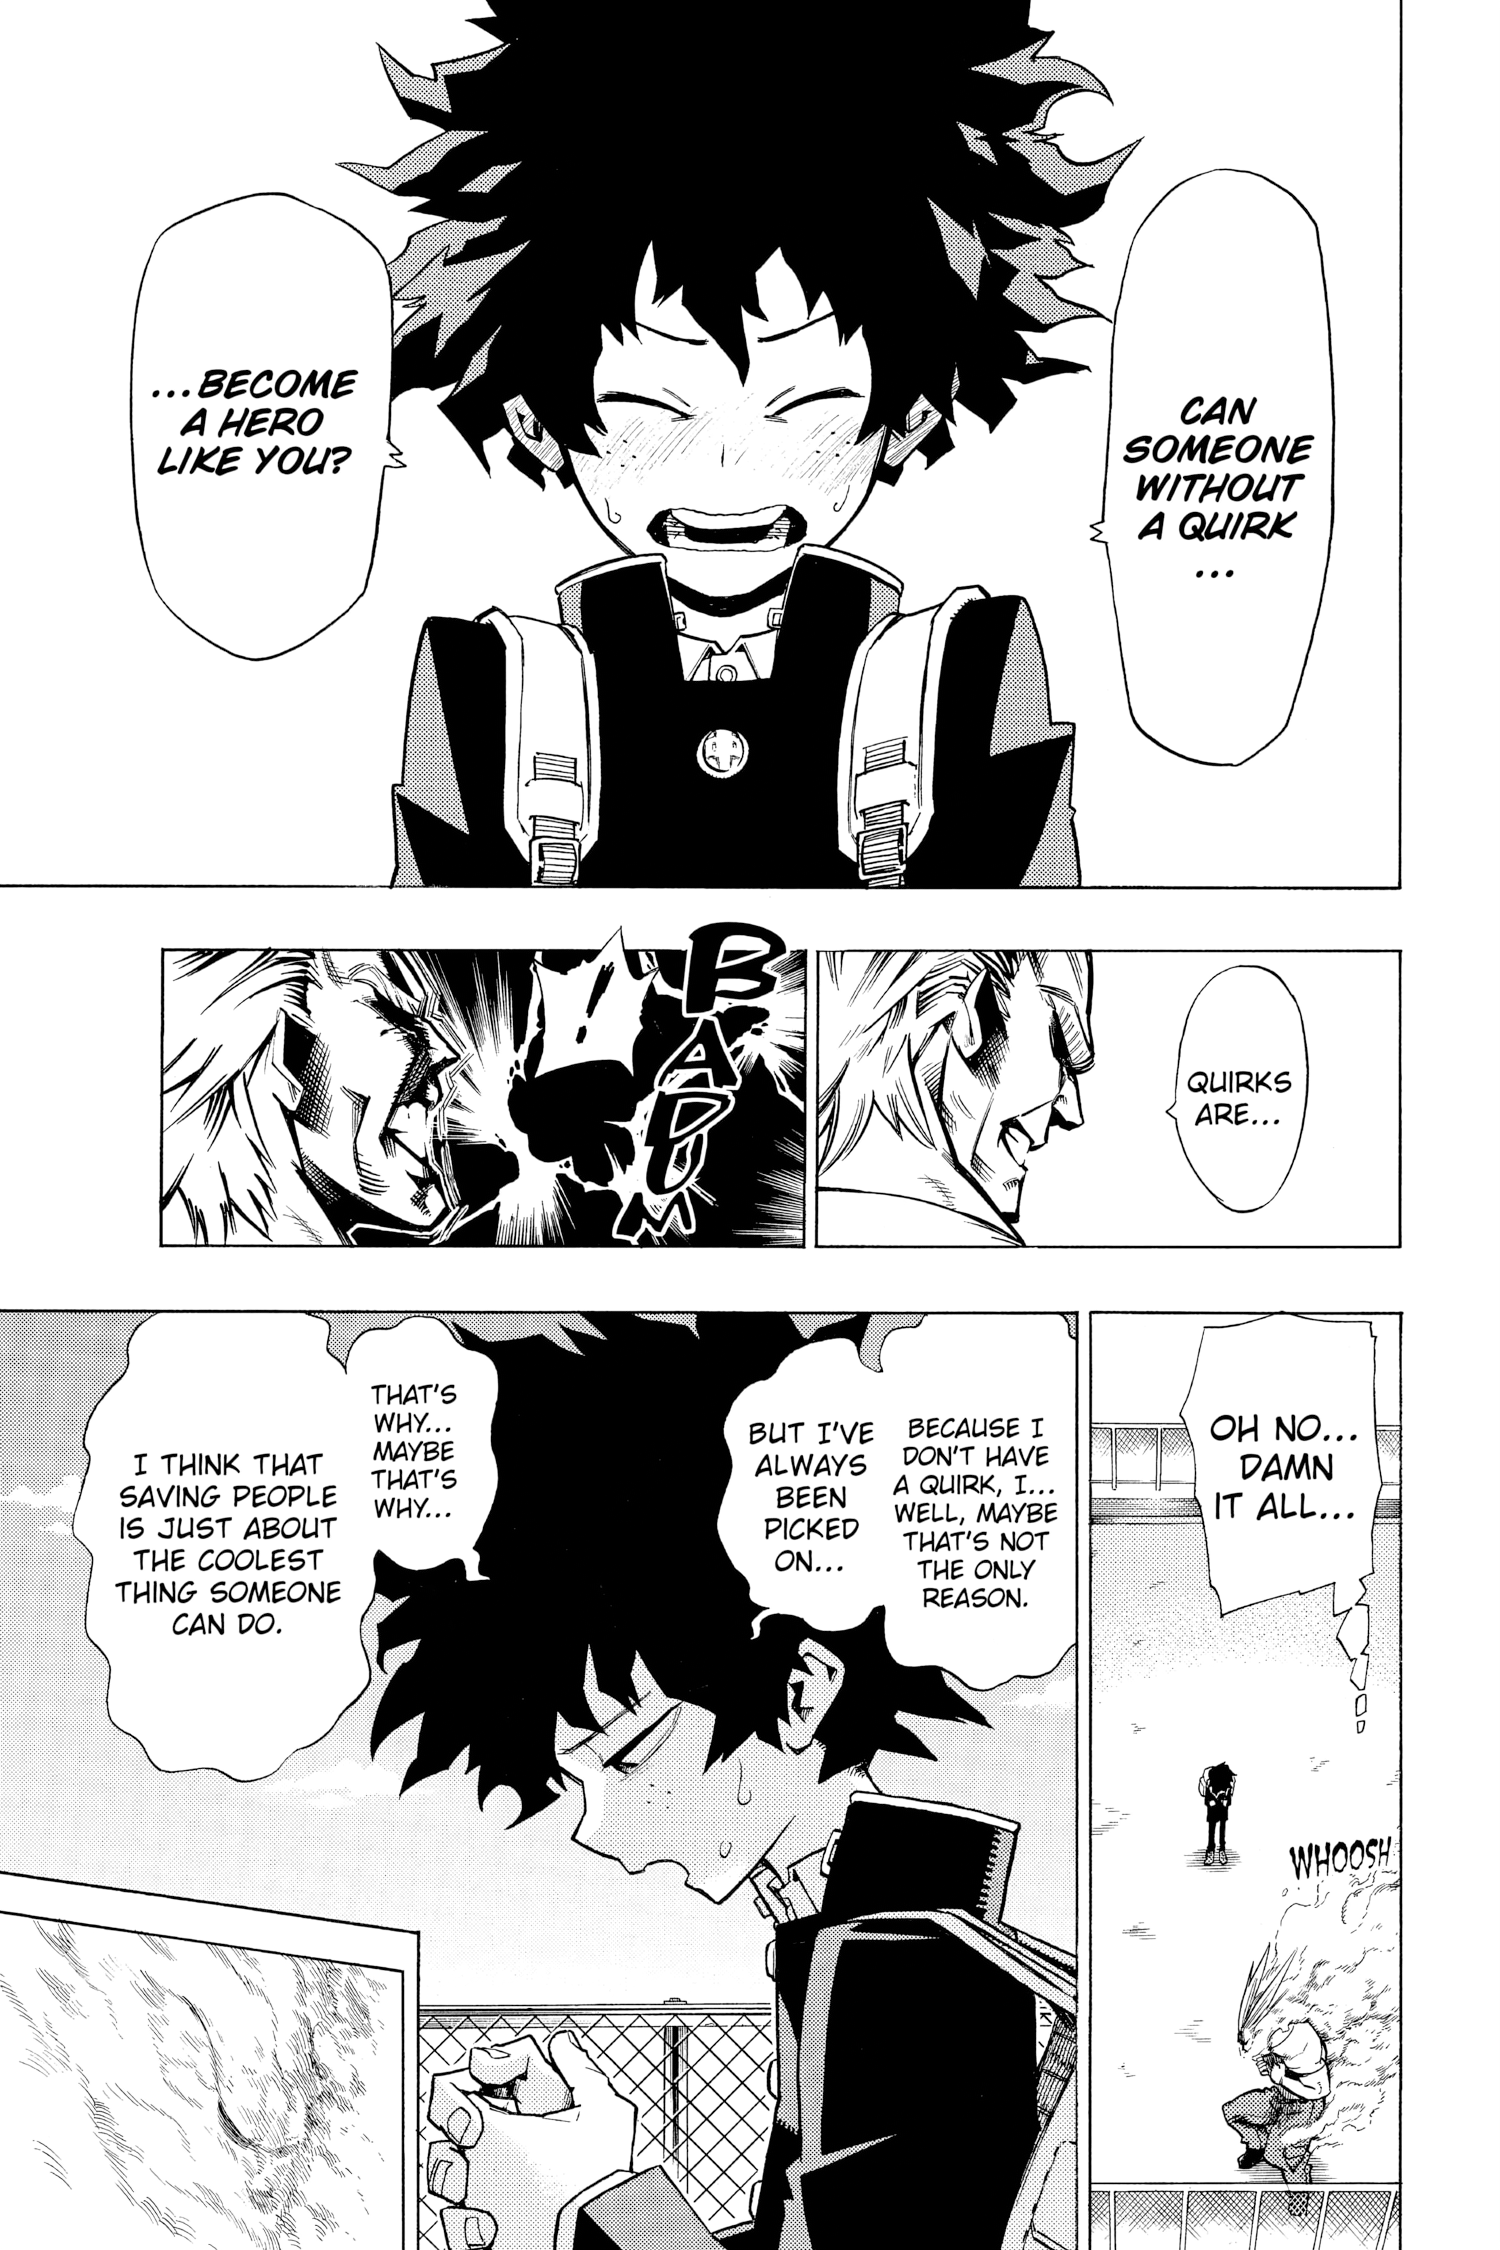 CAN
SOMEONE
WITHOUT
A QUIRK
...
...BECOME
A HERO
LIKE YOU?
QUIRKS
ARE...
BADUM
!
OH NO...
DAMN
IT ALL...
WHOOSH
BECAUSE I
DON'T HAVE
A QUIRK, I...
WELL, MAYBE
THAT'S NOT
THE ONLY
REASON.
BUT I'VE
ALWAYS
BEEN
PICKED
ON...
THAT'S
WHY...
MAYBE
THAT'S
WHY...
I THINK THAT
SAVING PEOPLE
IS JUST ABOUT
THE COOLEST
THING SOMEONE
CAN DO.